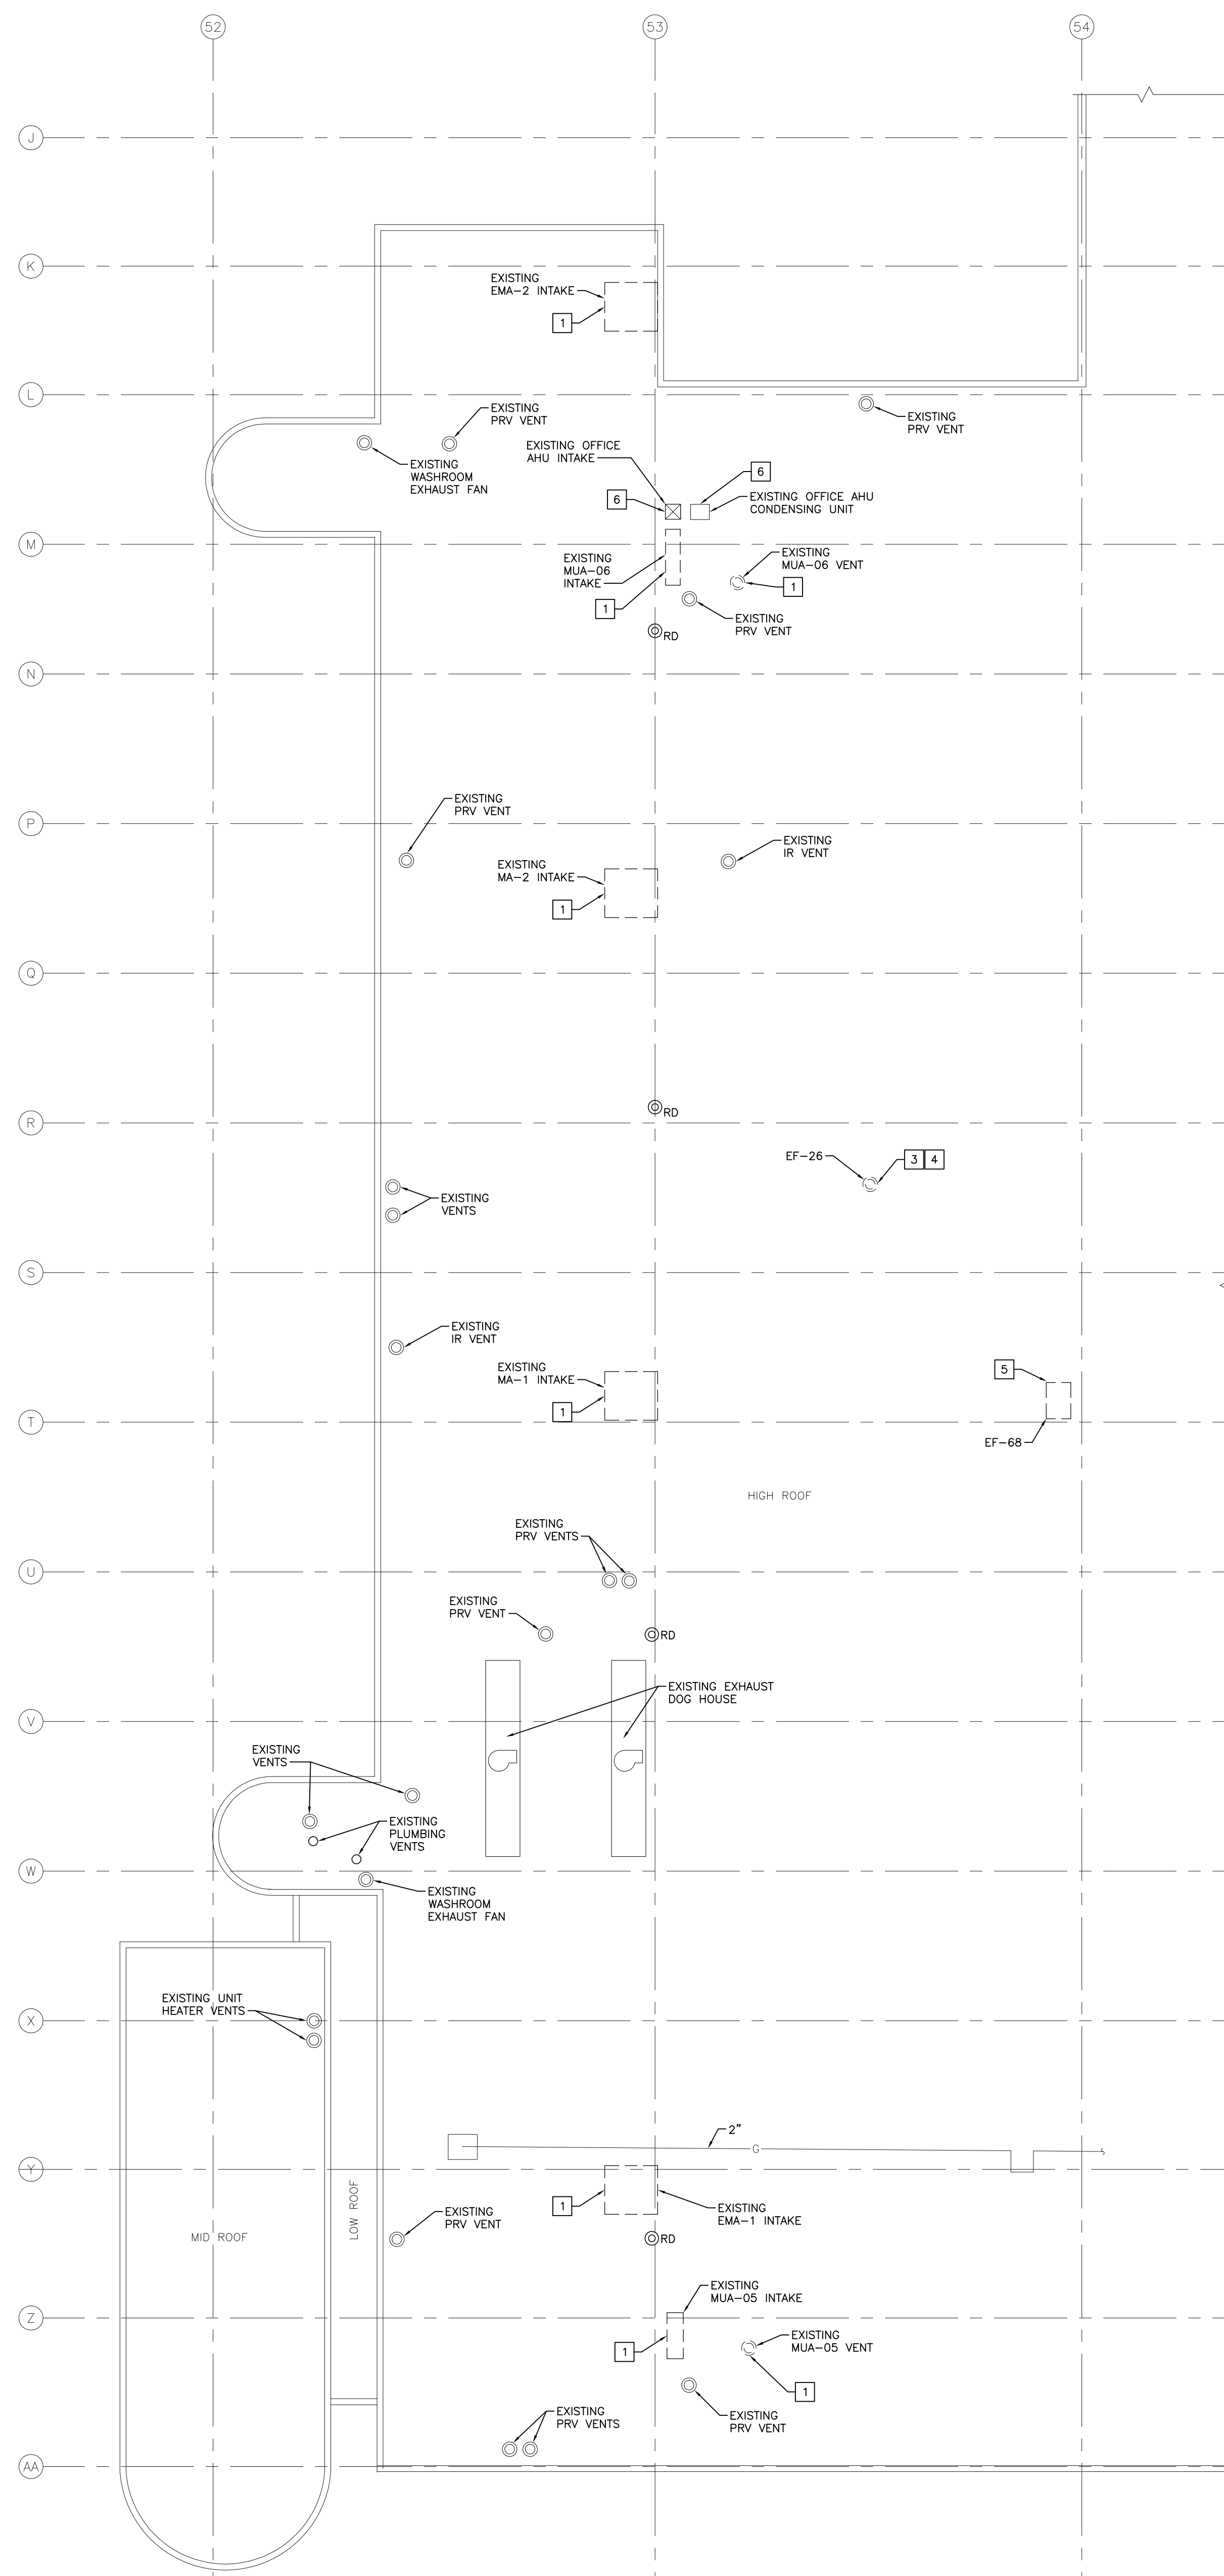 52
53
54
J
K
EXISTING
EMA-2 INTAKE
1
L
EXISTING
PRV VENT
EXISTING
PRV VENT
EXISTING OFFICE
AHU INTAKE
EXISTING
WASHROOM
EXHAUST FAN
6
6
EXISTING OFFICE AHU
CONDENSING UNIT
M
EXISTING
MUA-06
INTAKE
EXISTING
MUA-06 VENT
1
1
EXISTING
PRV VENT
RD
N
EXISTING
PRV VENT
P
EXISTING
IR VENT
EXISTING
MA-2 INTAKE
1
Q
RD
R
EF-26
3
4
EXISTING
VENTS
S
EXISTING
IR VENT
EXISTING
MA-1 INTAKE
1
5
T
EF-68
HIGH ROOF
EXISTING
PRV VENTS
U
EXISTING
PRV VENT
RD
EXISTING EXHAUST
DOG HOUSE
V
EXISTING
VENTS
EXISTING
PLUMBING
VENTS
W
EXISTING
WASHROOM
EXHAUST FAN
EXISTING UNIT
HEATER VENTS
X
2"
G
Y
1
EXISTING
EMA-1 INTAKE
EXISTING
PRV VENT
LOW ROOF
MID ROOF
RD
EXISTING
MUA-05 INTAKE
Z
1
EXISTING
MUA-05 VENT
1
EXISTING
PRV VENT
EXISTING
PRV VENTS
AA